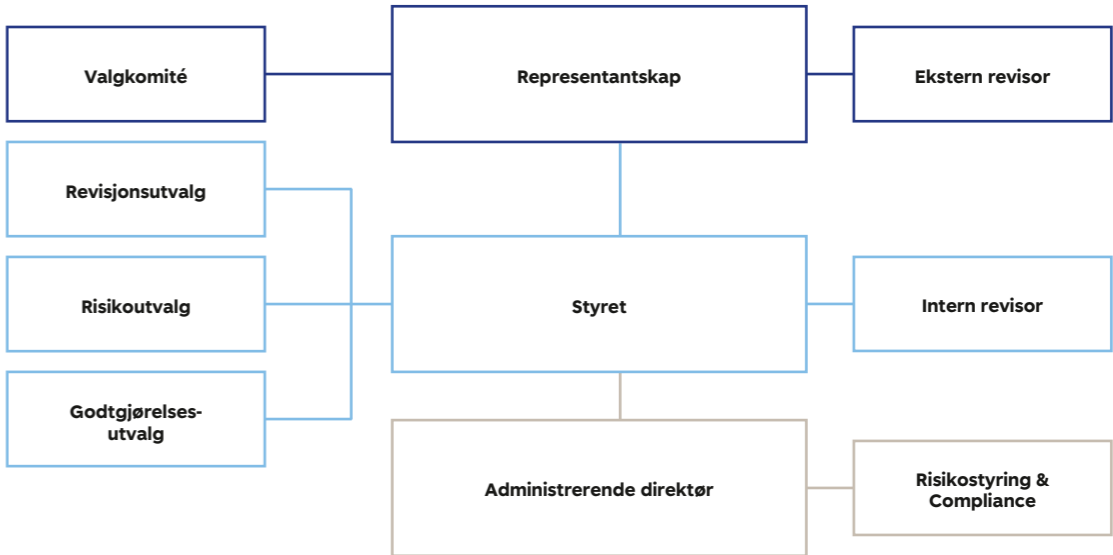 Valgkomité
Representantskap
Ekstern revisor
Revisjonsutvalg
Risikoutvalg
Styret
Intern revisor
Godtgjørelses-
utvalg
Administrerende direktør
Risikostyring &
Compliance